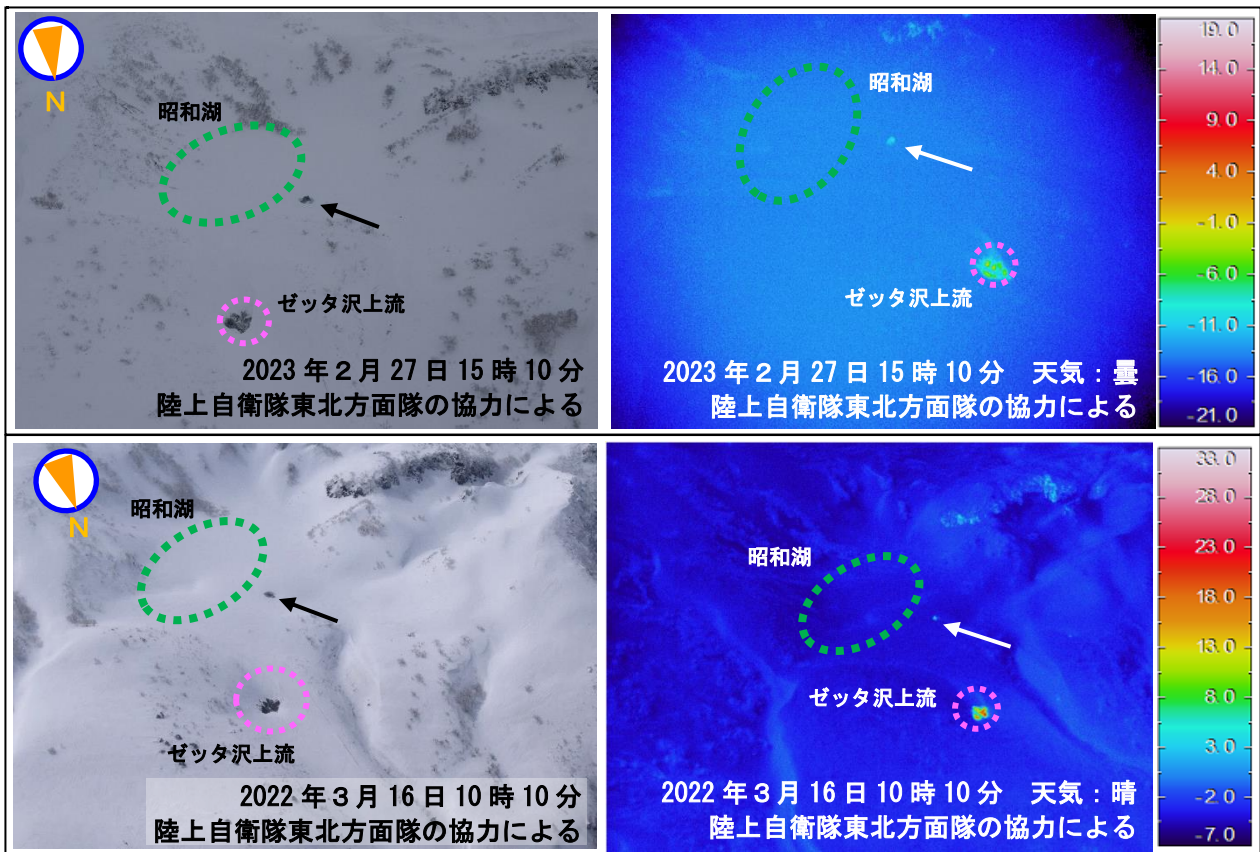 N
昭和湖
ゼッタ沢上流
2023年2月27日15時10分
陸上自衛隊東北方面隊の協力による
昭和湖
ゼッタ沢上流
2023年2月27日15時10分　天気：曇
陸上自衛隊東北方面隊の協力による
19.0
14.0
9.0
4.0
-1.0
-6.0
-11.0
-16.0
-21.0
N
昭和湖
ゼッタ沢上流
2022年3月16日10時10分
陸上自衛隊東北方面隊の協力による
昭和湖
ゼッタ沢上流
2022年3月16日10時10分　天気：晴
陸上自衛隊東北方面隊の協力による
33.0
28.0
23.0
18.0
13.0
8.0
3.0
-2.0
-7.0